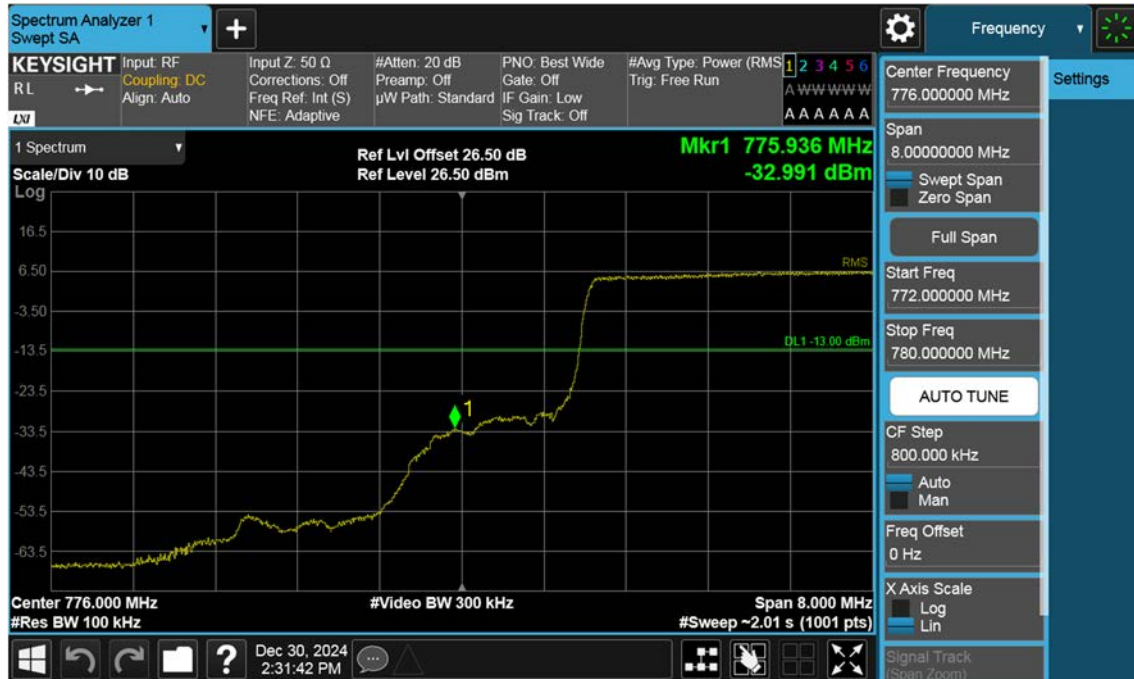 Spectrum Analyzer 1
Swept SA
Frequency
KEYSIGHT
RL
LXI
Input: RF
Coupling: DC
Align: Auto
Input Z: 50 Ω
Corrections: Off
Freq Ref: Int (S)
NFE: Adaptive
#Atten: 20 dB
Preamp: Off
µW Path: Standard
PNO: Best Wide
Gate: Off
IF Gain: Low
Sig Track: Off
#Avg Type: Power (RMS
Trig: Free Run
1 2 3 4 5 6
A W W W W W
A A A A A A
1 Spectrum
Scale/Div 10 dB
Ref Lvl Offset 26.50 dB
Ref Level 26.50 dBm
Mkr1 775.936 MHz
-32.991 dBm
Log
16.5
6.50
-3.50
-13.5
-23.5
-33.5
-43.5
-53.5
-63.5
RMS
DL1 -13.00 dBm
1
Center 776.000 MHz
#Res BW 100 kHz
#Video BW 300 kHz
Span 8.000 MHz
#Sweep ~2.01 s (1001 pts)
Dec 30, 2024
2:31:42 PM
Center Frequency
776.000000 MHz
Span
8.00000000 MHz
Swept Span
Zero Span
Full Span
Start Freq
772.000000 MHz
Stop Freq
780.000000 MHz
AUTO TUNE
CF Step
800.000 kHz
Auto
Man
Freq Offset
0 Hz
X Axis Scale
Log
Lin
Signal Track
(Span Zoom)
Settings